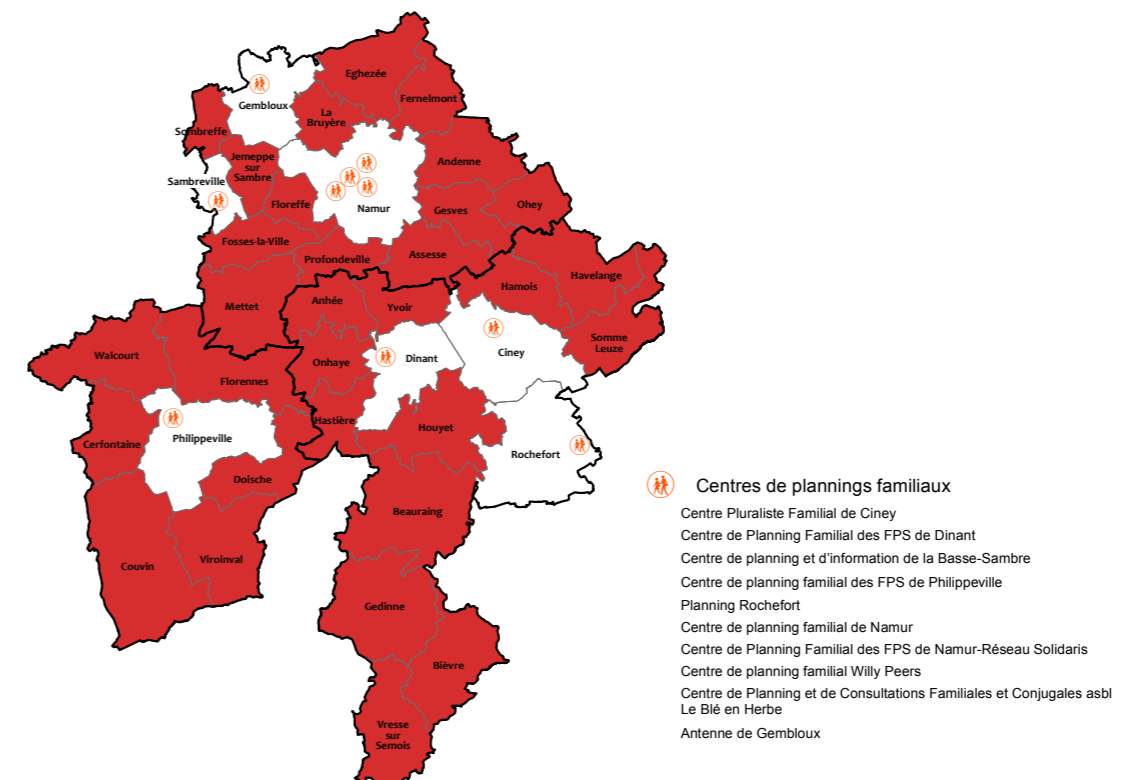 Eghezée
Gembloux
Fernelmont
La
Bruyère
Sombreffe
Jemeppe
sur
Sambre
Andenne
Sambreville
Floreffe
Namur
Gesves
Ohey
Fosses-la-Ville
Profondeville
Assesse
Havelange
Hamois
Mettet
Anhée
Yvoir
Somme
Leuze
Walcourt
Onhaye
Dinant
Ciney
Florennes
Hastière
Houyet
Cerfontaine
Philippeville
Rochefort
Doische
Beauraing
Couvin
Viroinval
Gedinne
Bièvre
Vresse
sur
Semois
Centres de plannings familiaux
Centre Pluraliste Familial de Ciney
Centre de Planning Familial des FPS de Dinant
Centre de planning et d'information de la Basse-Sambre
Centre de planning familial des FPS de Philippeville
Planning Rochefort
Centre de planning familial de Namur
Centre de Planning Familial des FPS de Namur-Réseau Solidaris
Centre de planning familial Willy Peers
Centre de Planning et de Consultations Familiales et Conjugales asbl
Le Blé en Herbe
Antenne de Gembloux